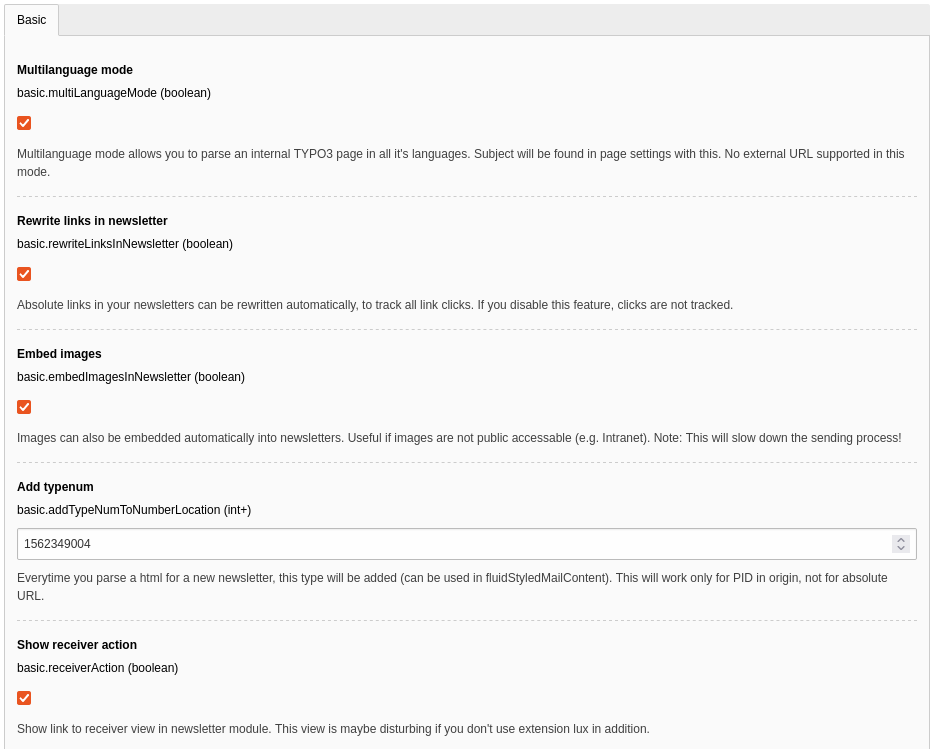 Basic
Multilanguage mode
basic.multiLanguageMode (boolean)
Multilanguage mode allows you to parse an internal TYPO3 page in all it's languages. Subject will be found in page settings with this. No external URL supported in this
mode.
Rewrite links in newsletter
basic.rewriteLinksInNewsletter (boolean)
Absolute links in your newsletters can be rewritten automatically, to track all link clicks. If you disable this feature, clicks are not tracked.
Embed images
basic.embedImagesInNewsletter (boolean)
Images can also be embedded automatically into newsletters. Useful if images are not public accessable (e.g. Intranet). Note: This will slow down the sending process!
Add typenum
basic.addTypeNumToNumberLocation (int+)
1562349004
Everytime you parse a html for a new newsletter, this type will be added (can be used in fluidStyledMailContent). This will work only for PID in origin, not for absolute
URL.
Show receiver action
basic.receiverAction (boolean)
Show link to receiver view in newsletter module. This view is maybe disturbing if you don't use extension lux in addition.